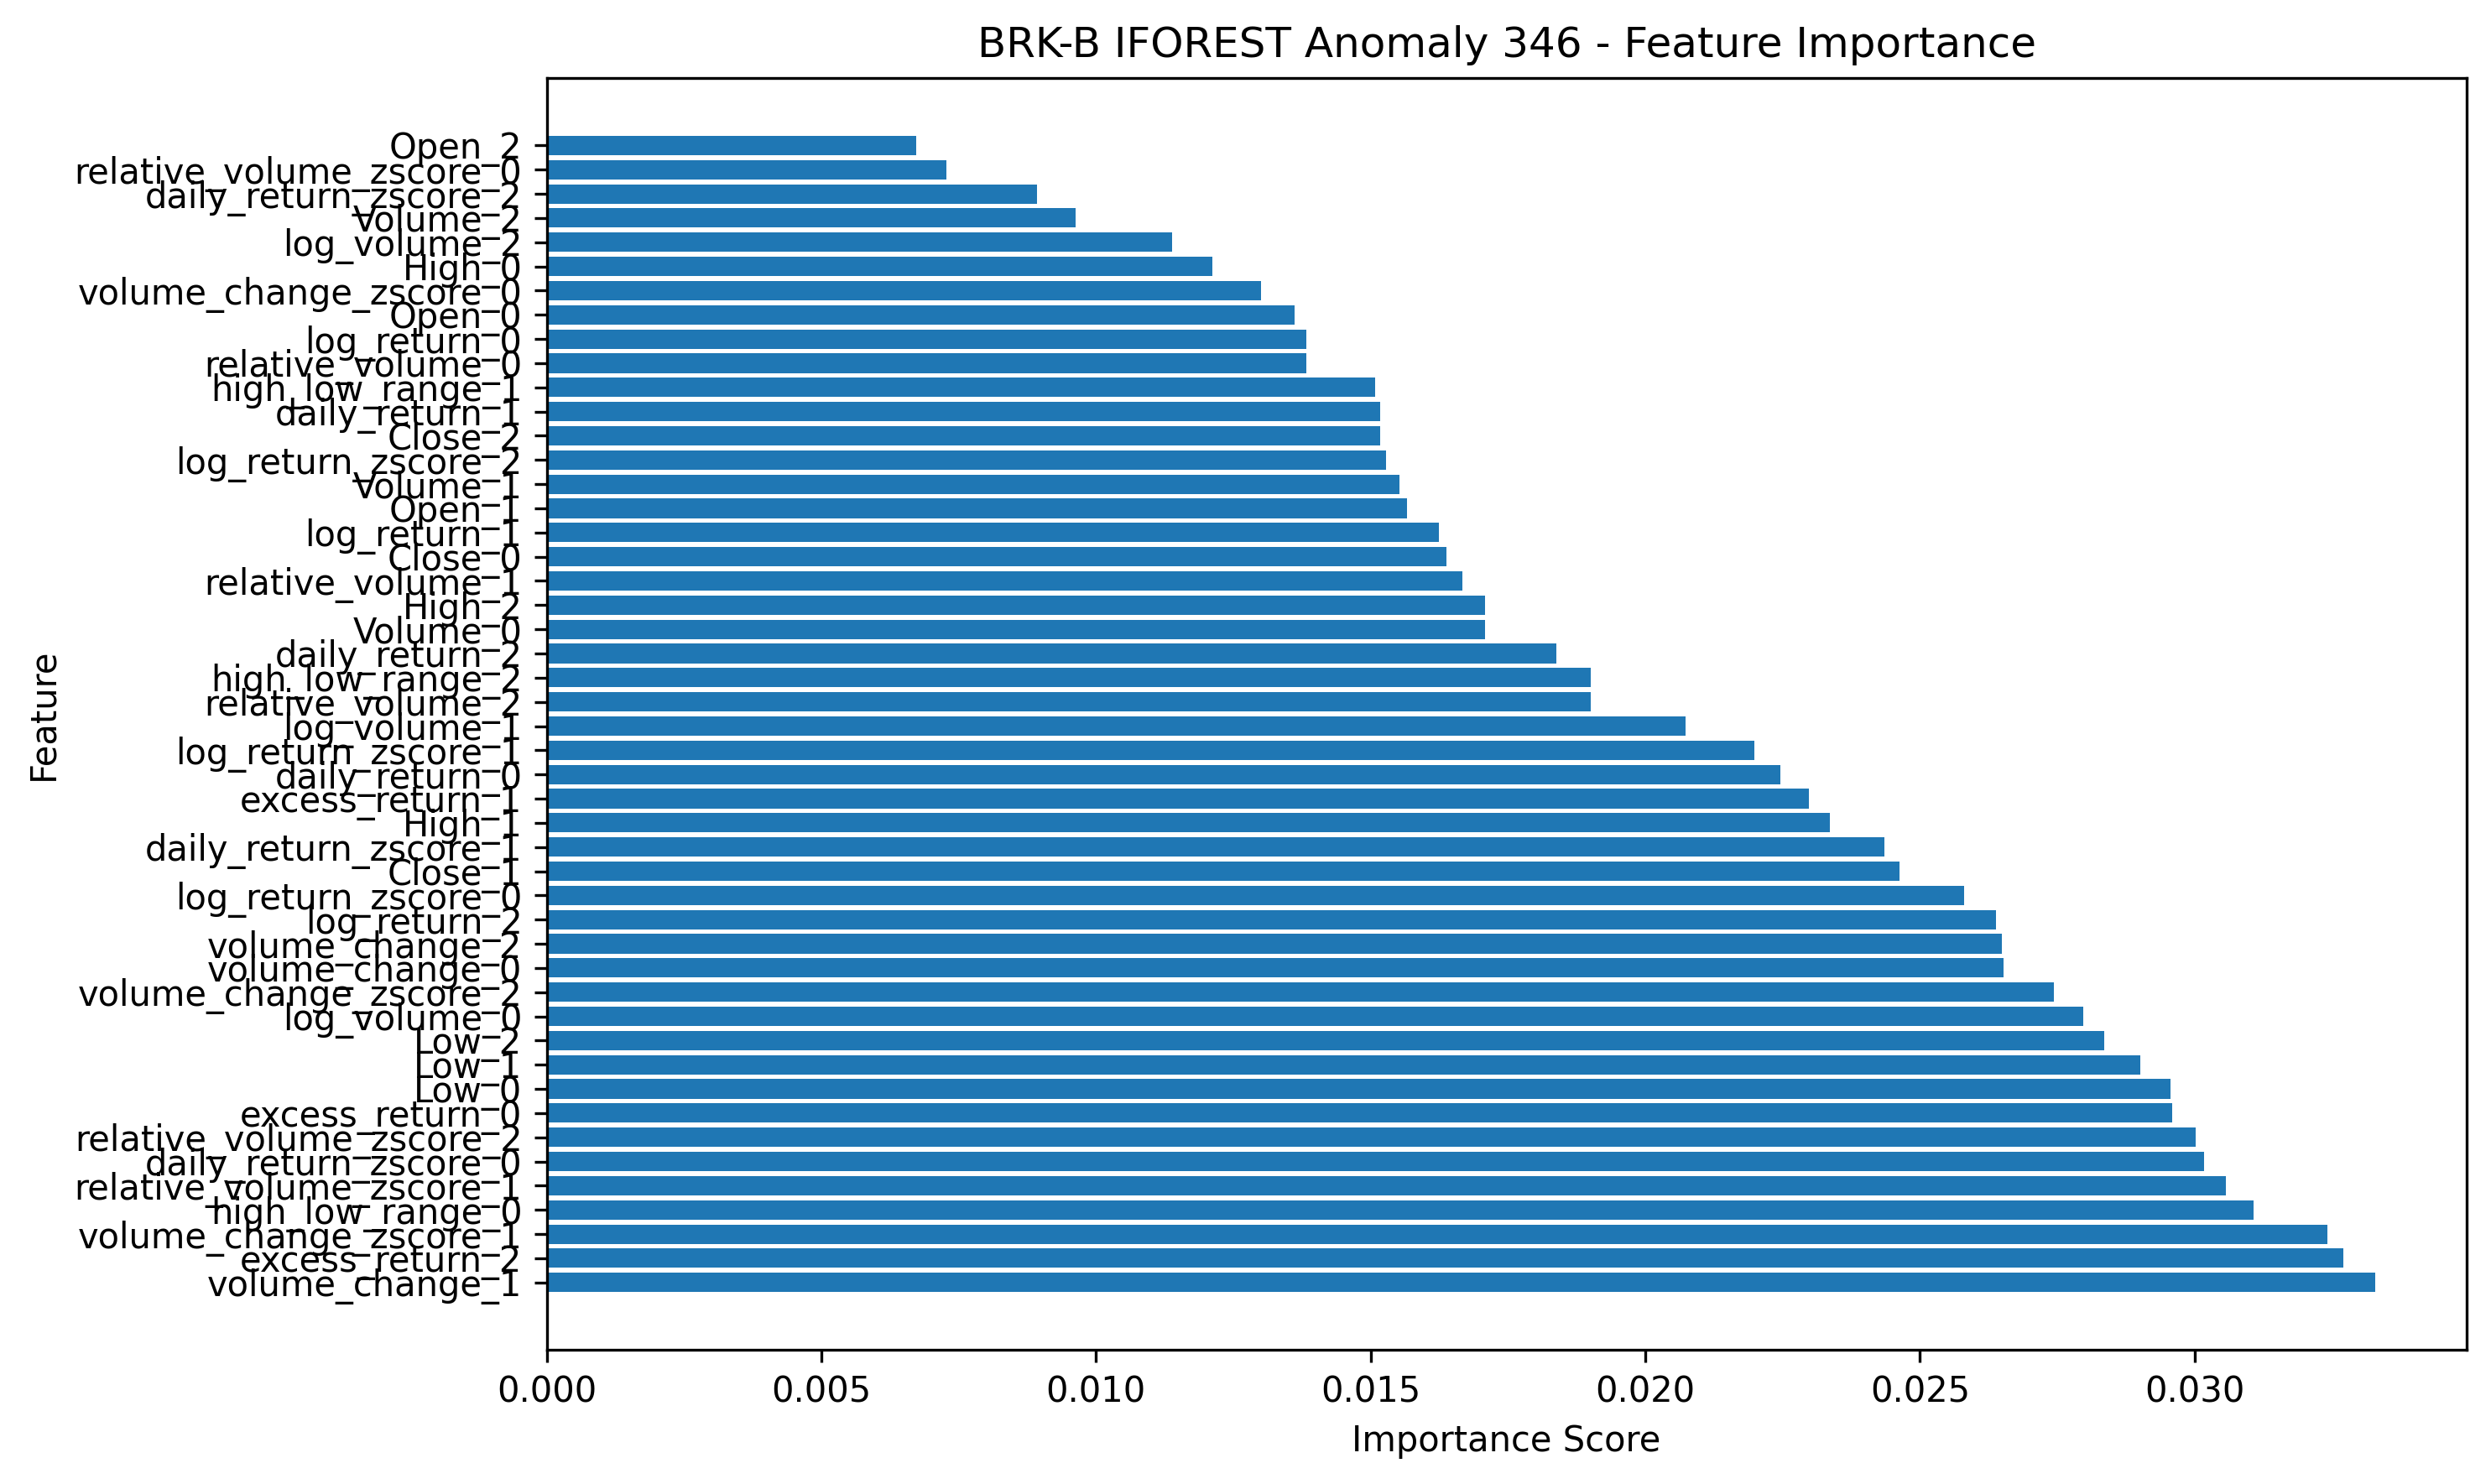 BRK-B IFOREST Anomaly 346 - Feature Importance
Open_2
relative_volume_zscore_0
daily_return_zscore_2
Volume_2
log_volume_2
High_0
volume_change_zscore_0
Open_0
log_return_0
relative_volume_0
high_low_range_1
daily_return_1
Close_2
log_return_zscore_2
Volume_1
Open_1
log_return_1
Close_0
relative_volume_1
High_2
Volume_0
daily_return_2
high_low_range_2
relative_volume_2
log_volume_1
log_return_zscore_1
daily_return_0
excess_return_1
High_1
daily_return_zscore_1
Close_1
log_return_zscore_0
log_return_2
volume_change_2
volume_change_0
volume_change_zscore_2
log_volume_0
Low_2
Low_1
Low_0
excess_return_0
relative_volume_zscore_2
daily_return_zscore_0
relative_volume_zscore_1
high_low_range_0
volume_change_zscore_1
excess_return_2
volume_change_1
Feature
0.000 0.005 0.010 0.015 0.020 0.025 0.030
Importance Score